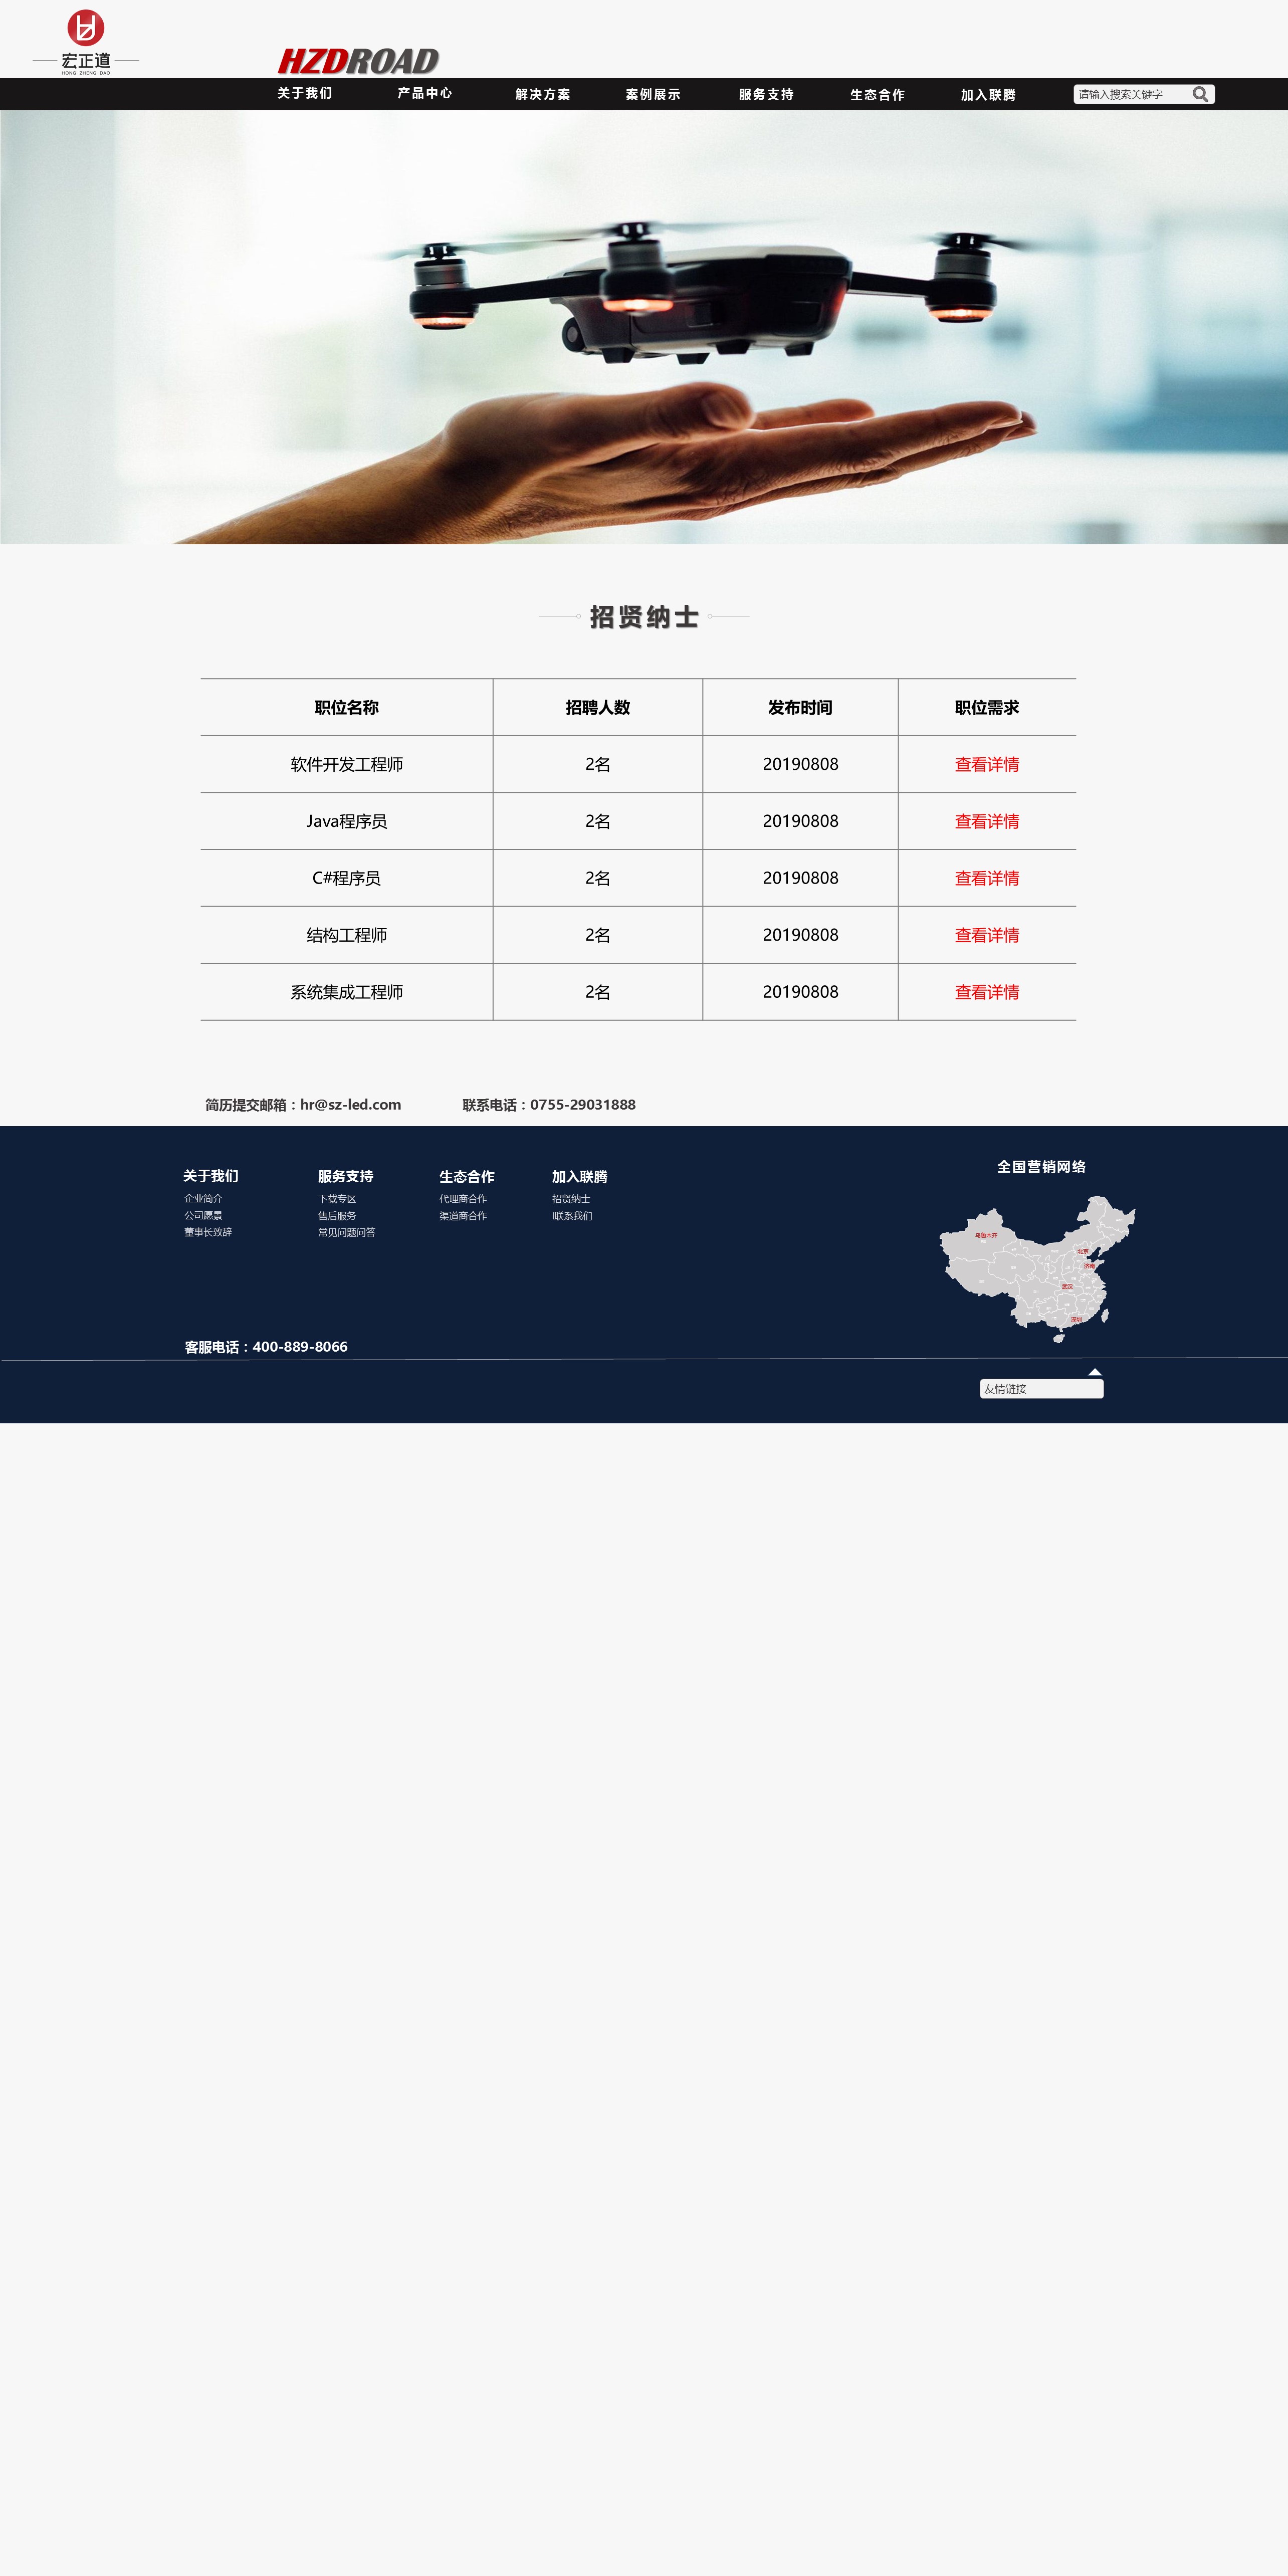 宏正道
HONG ZHENG DAO
HZDROAD
关于我们 产品中心 解决方案 案例展示 服务支持 生态合作 加入联腾 请输入搜索关键字
招贤纳士
职位名称 招聘人数 发布时间 职位需求
软件开发工程师 2名 20190808 查看详情
Java程序员 2名 20190808 查看详情
C#程序员 2名 20190808 查看详情
结构工程师 2名 20190808 查看详情
系统集成工程师 2名 20190808 查看详情
简历提交邮箱：hr@sz-led.com 联系电话：0755-29031888
关于我们
企业简介
公司愿景
董事长致辞
服务支持
下载专区
售后服务
常见问题问答
生态合作
代理商合作
渠道商合作
加入联腾
招贤纳士
l联系我们
全国营销网络
乌鲁木齐
北京
济南
武汉
深圳
客服电话：400-889-8066
友情链接